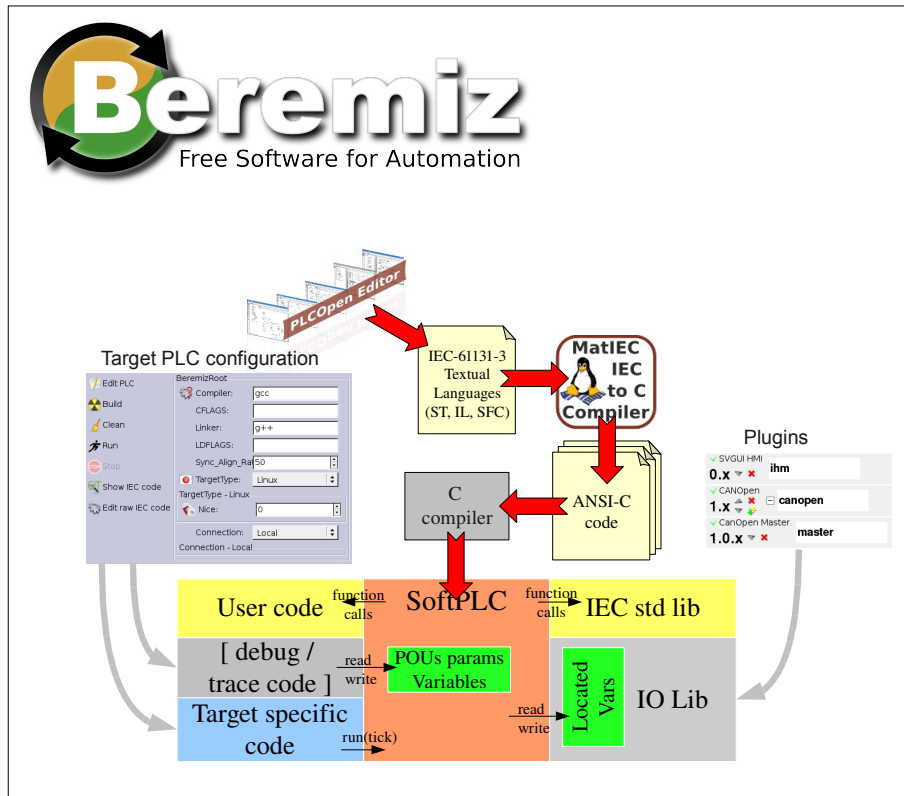 Beremiz
Free Software for Automation
PLCOpen Editor
IEC-61131-3
Textual
Languages
(ST, IL, SFC)
MatIEC
IEC
to C
Compiler
Target PLC configuration
Edit PLC
Build
Clean
Run
Stop
Show IEC code
Edit raw IEC code
BeremizRoot
Compiler: gcc
CFLAGS:
Linker: g++
LDFLAGS:
Sync_Align_Rat 50
TargetType: Linux
TargetType - Linux
Nice: 0
Connection: Local
Connection - Local
C
compiler
ANSI-C
code
Plugins
SVGUI HMI
0.x ihm
CANOpen
1.x canopen
CanOpen Master
1.0.x master
User code
function
calls
SoftPLC
function
calls
IEC std lib
[ debug /
trace code ]
read
write
POUs params
Variables
Target specific
code
run(tick)
read
write
Located
Vars
IO Lib